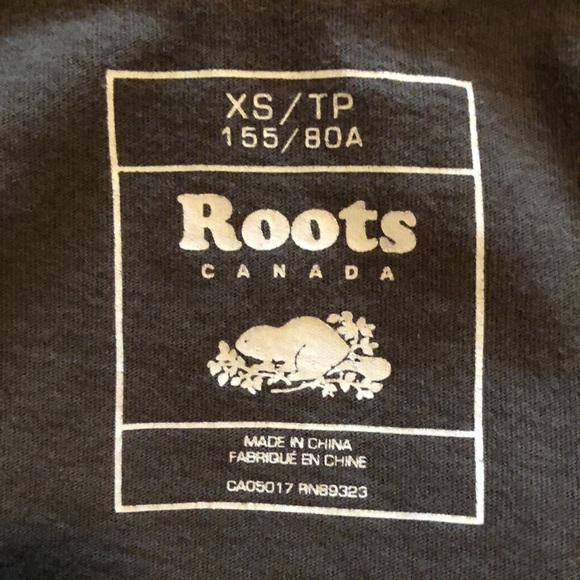 XS/TP
155/80A
Roots
CANADA
MADE IN CHINA
FABRIQUÉ EN CHINE
CA05017 RN89323